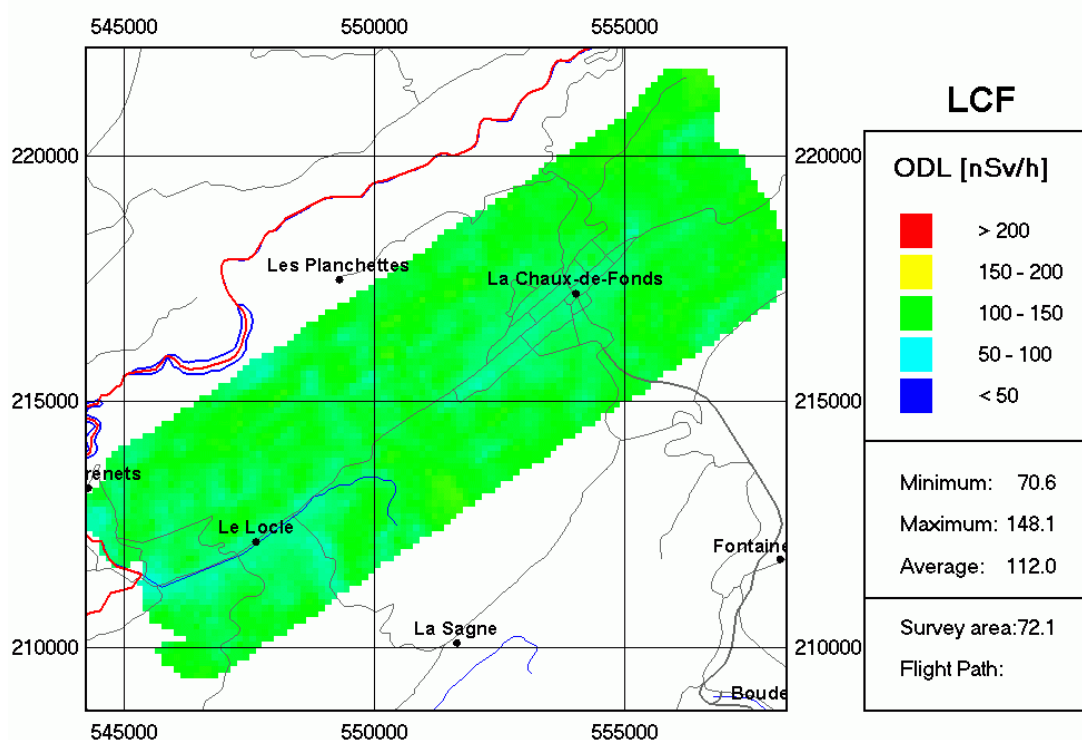 545000 550000 555000
220000 220000
215000 215000
210000 210000
545000 550000 555000
Les Planchettes
La Chaux-de-Fonds
renets
Le Locle
Fontaine
La Sagne
Boude
LCF
ODL [nSv/h]
> 200
150 - 200
100 - 150
50 - 100
< 50
Minimum: 70.6
Maximum: 148.1
Average: 112.0
Survey area:72.1
Flight Path: